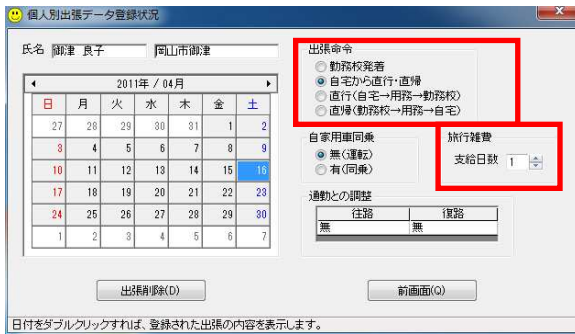 個人別出張データ登録状況
氏名 御津 良子 岡山市御津
2011年 / 04月
日 月 火 水 木 金 土
27 28 29 30 31 1 2
3 4 5 6 7 8 9
10 11 12 13 14 15 16
17 18 19 20 21 22 23
24 25 26 27 28 29 30
1 2 3 4 5 6 7
出張削除(D)
出張命令
勤務校発着
自宅から直行・直帰
直行(自宅→用務→勤務校)
直帰(勤務校→用務→自宅)
自家用車同乗
無(運転)
有(同乗)
旅行雑費
支給日数 1
通勤との調整
往路 復路
無 無
前画面(Q)
日付をダブルクリックすれば、登録された出張の内容を表示します。